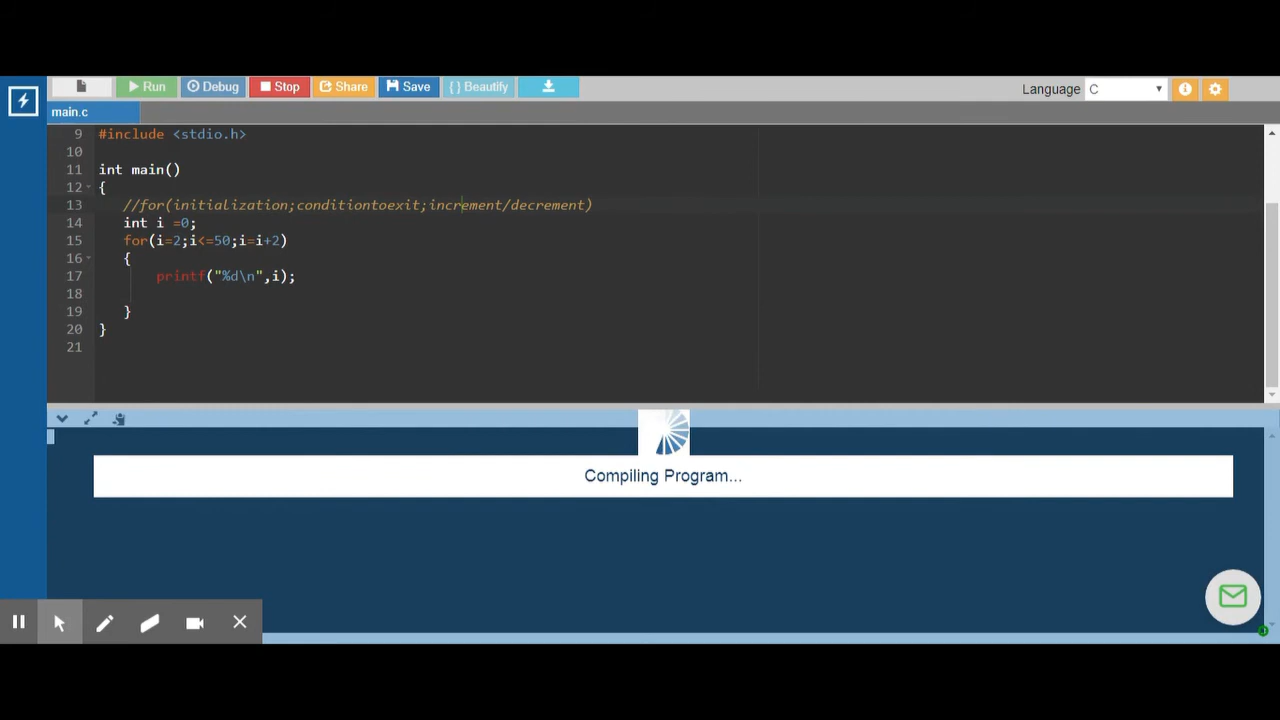 Run Debug Stop Share Save { } Beautify Language C
main.c
9 #include <stdio.h>
10
11 int main()
12 {
13 //for(initialization;conditiontoexit;increment/decrement)
14 int i =0;
15 for(i=2;i<=50;i=i+2)
16 {
17 printf("%d\n",i);
18
19 }
20 }
21
Compiling Program...